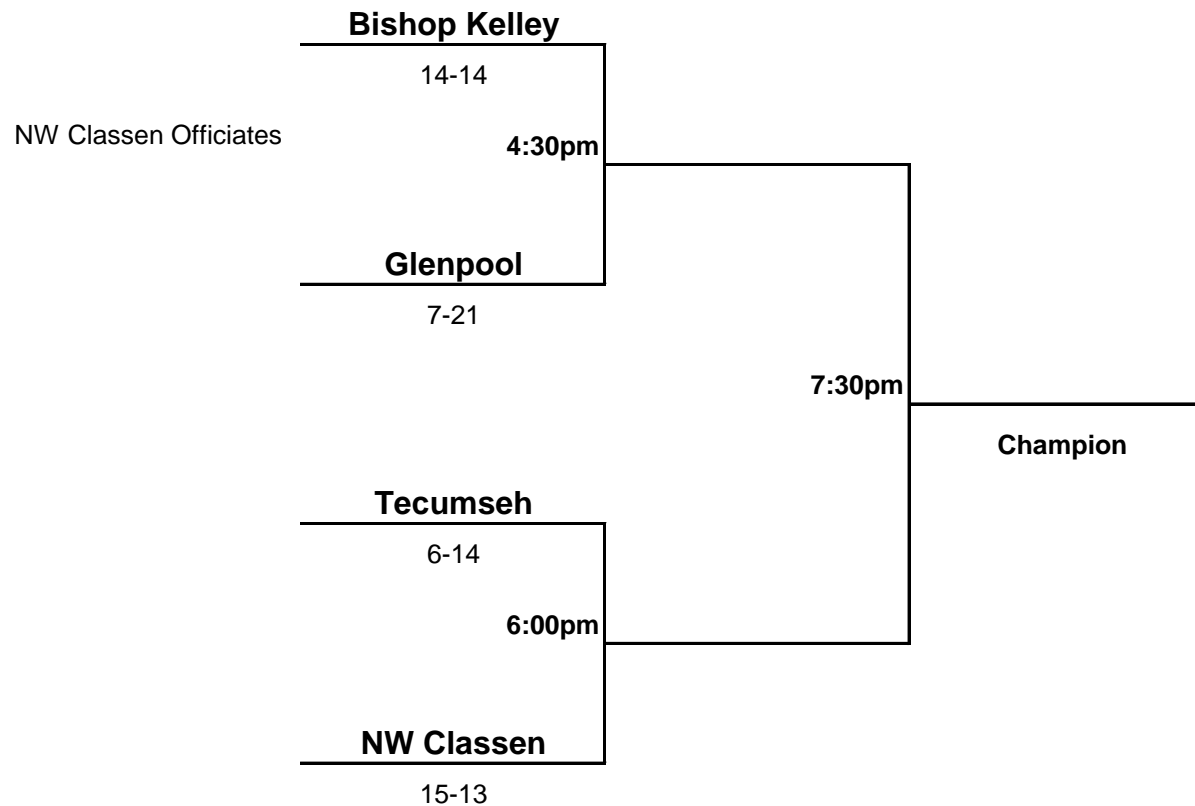 Bishop Kelley
14-14
NW Classen Officiates
4:30pm
Glenpool
7-21
7:30pm
Champion
Tecumseh
6-14
6:00pm
NW Classen
15-13